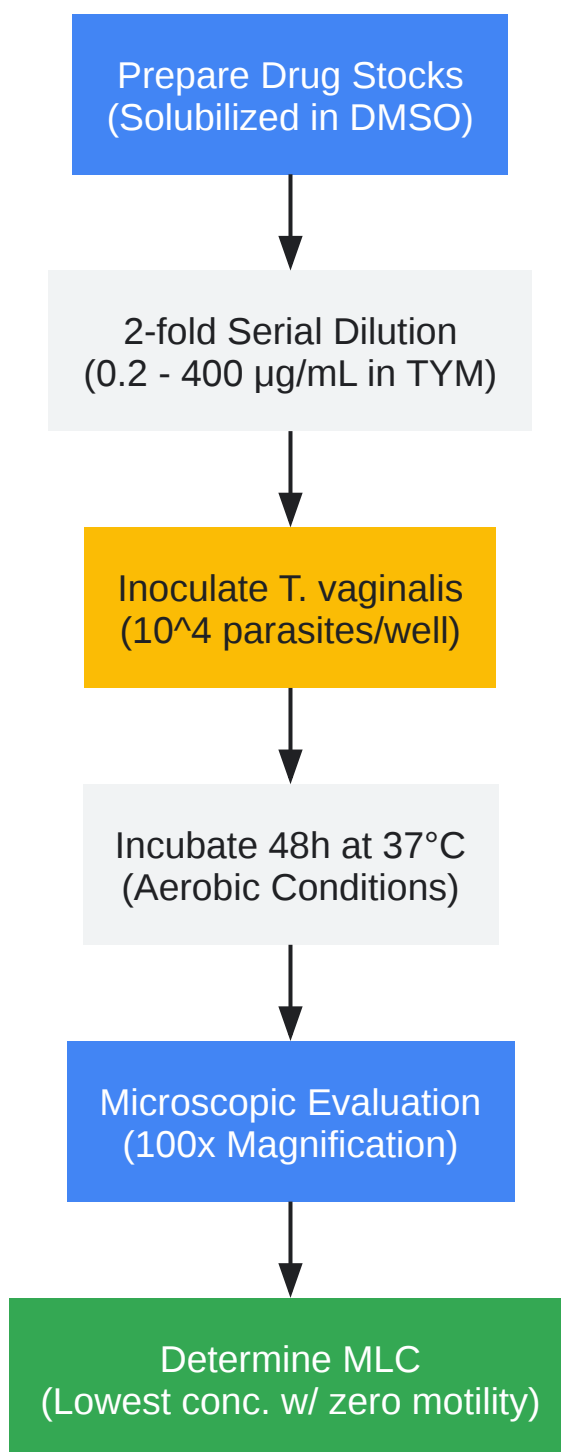 Prepare Drug Stocks
(Solubilized in DMSO)
2-fold Serial Dilution
(0.2 - 400 μg/mL in TYM)
Inoculate T. vaginalis
(10^4 parasites/well)
Incubate 48h at 37°C
(Aerobic Conditions)
Microscopic Evaluation
(100x Magnification)
Determine MLC
(Lowest conc. w/ zero motility)